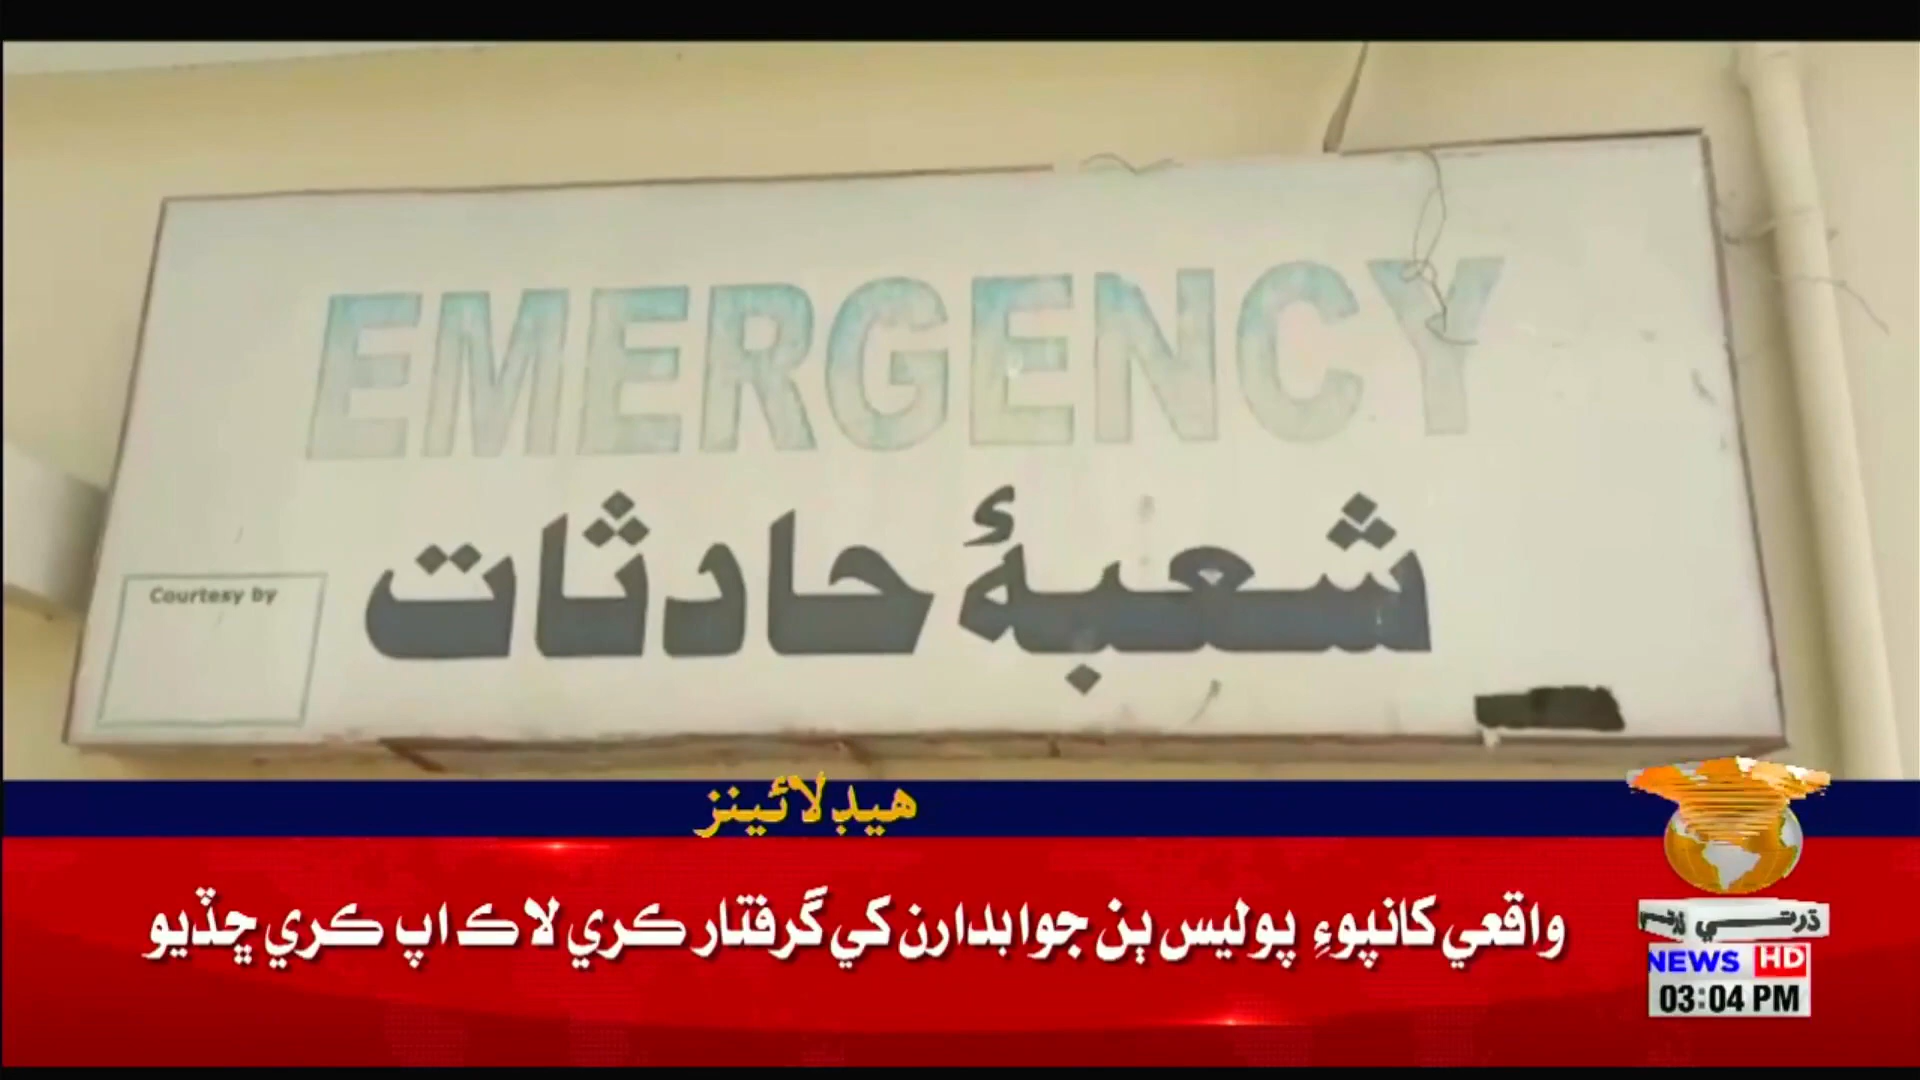 EMERGENCY
شعبۂ حادثات
Courtesy by
هيڊلائينز
واقعي کانپوءِ پوليس ٻن جوابدارن کي گرفتار ڪري لاڪ اپ ڪري ڇڏيو
NEWS HD
03:04 PM